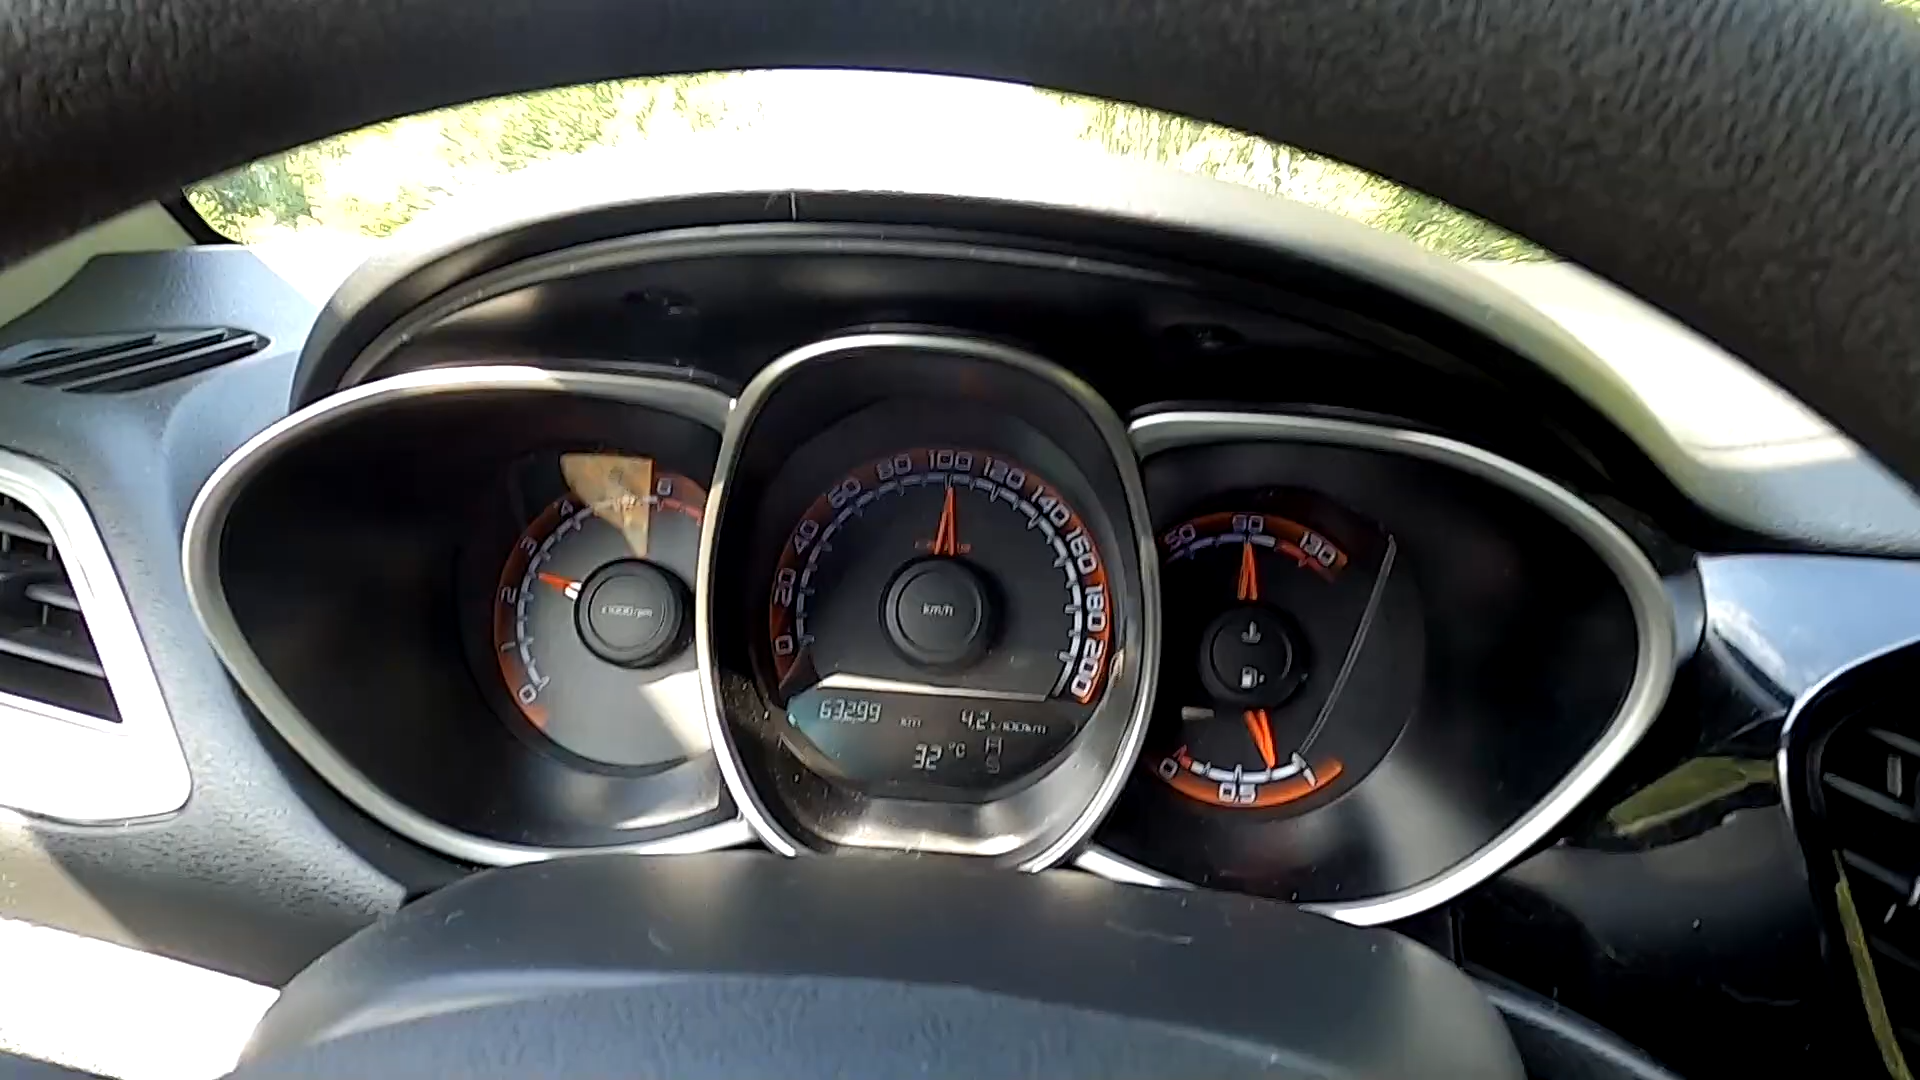 0 1 2 3 4 6
x1000rpm
0 20 40 60 80 100 120 140 160 180 200
km/h
63299 km 4.2 L/100km
32 °C
50 90 130
0 0.5 1